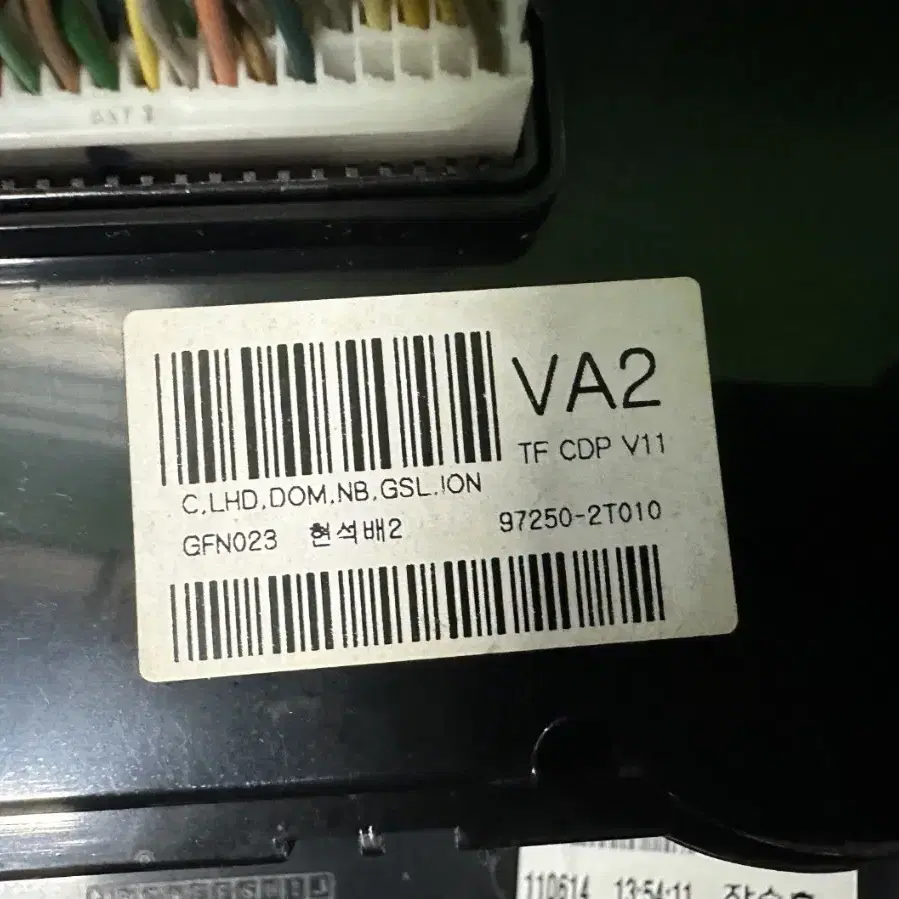 VA2
TF CDP V11
C,LHD,DOM,NB,GSL,ION
GFN023 현석배2 97250-2T010
110614 13:54:11